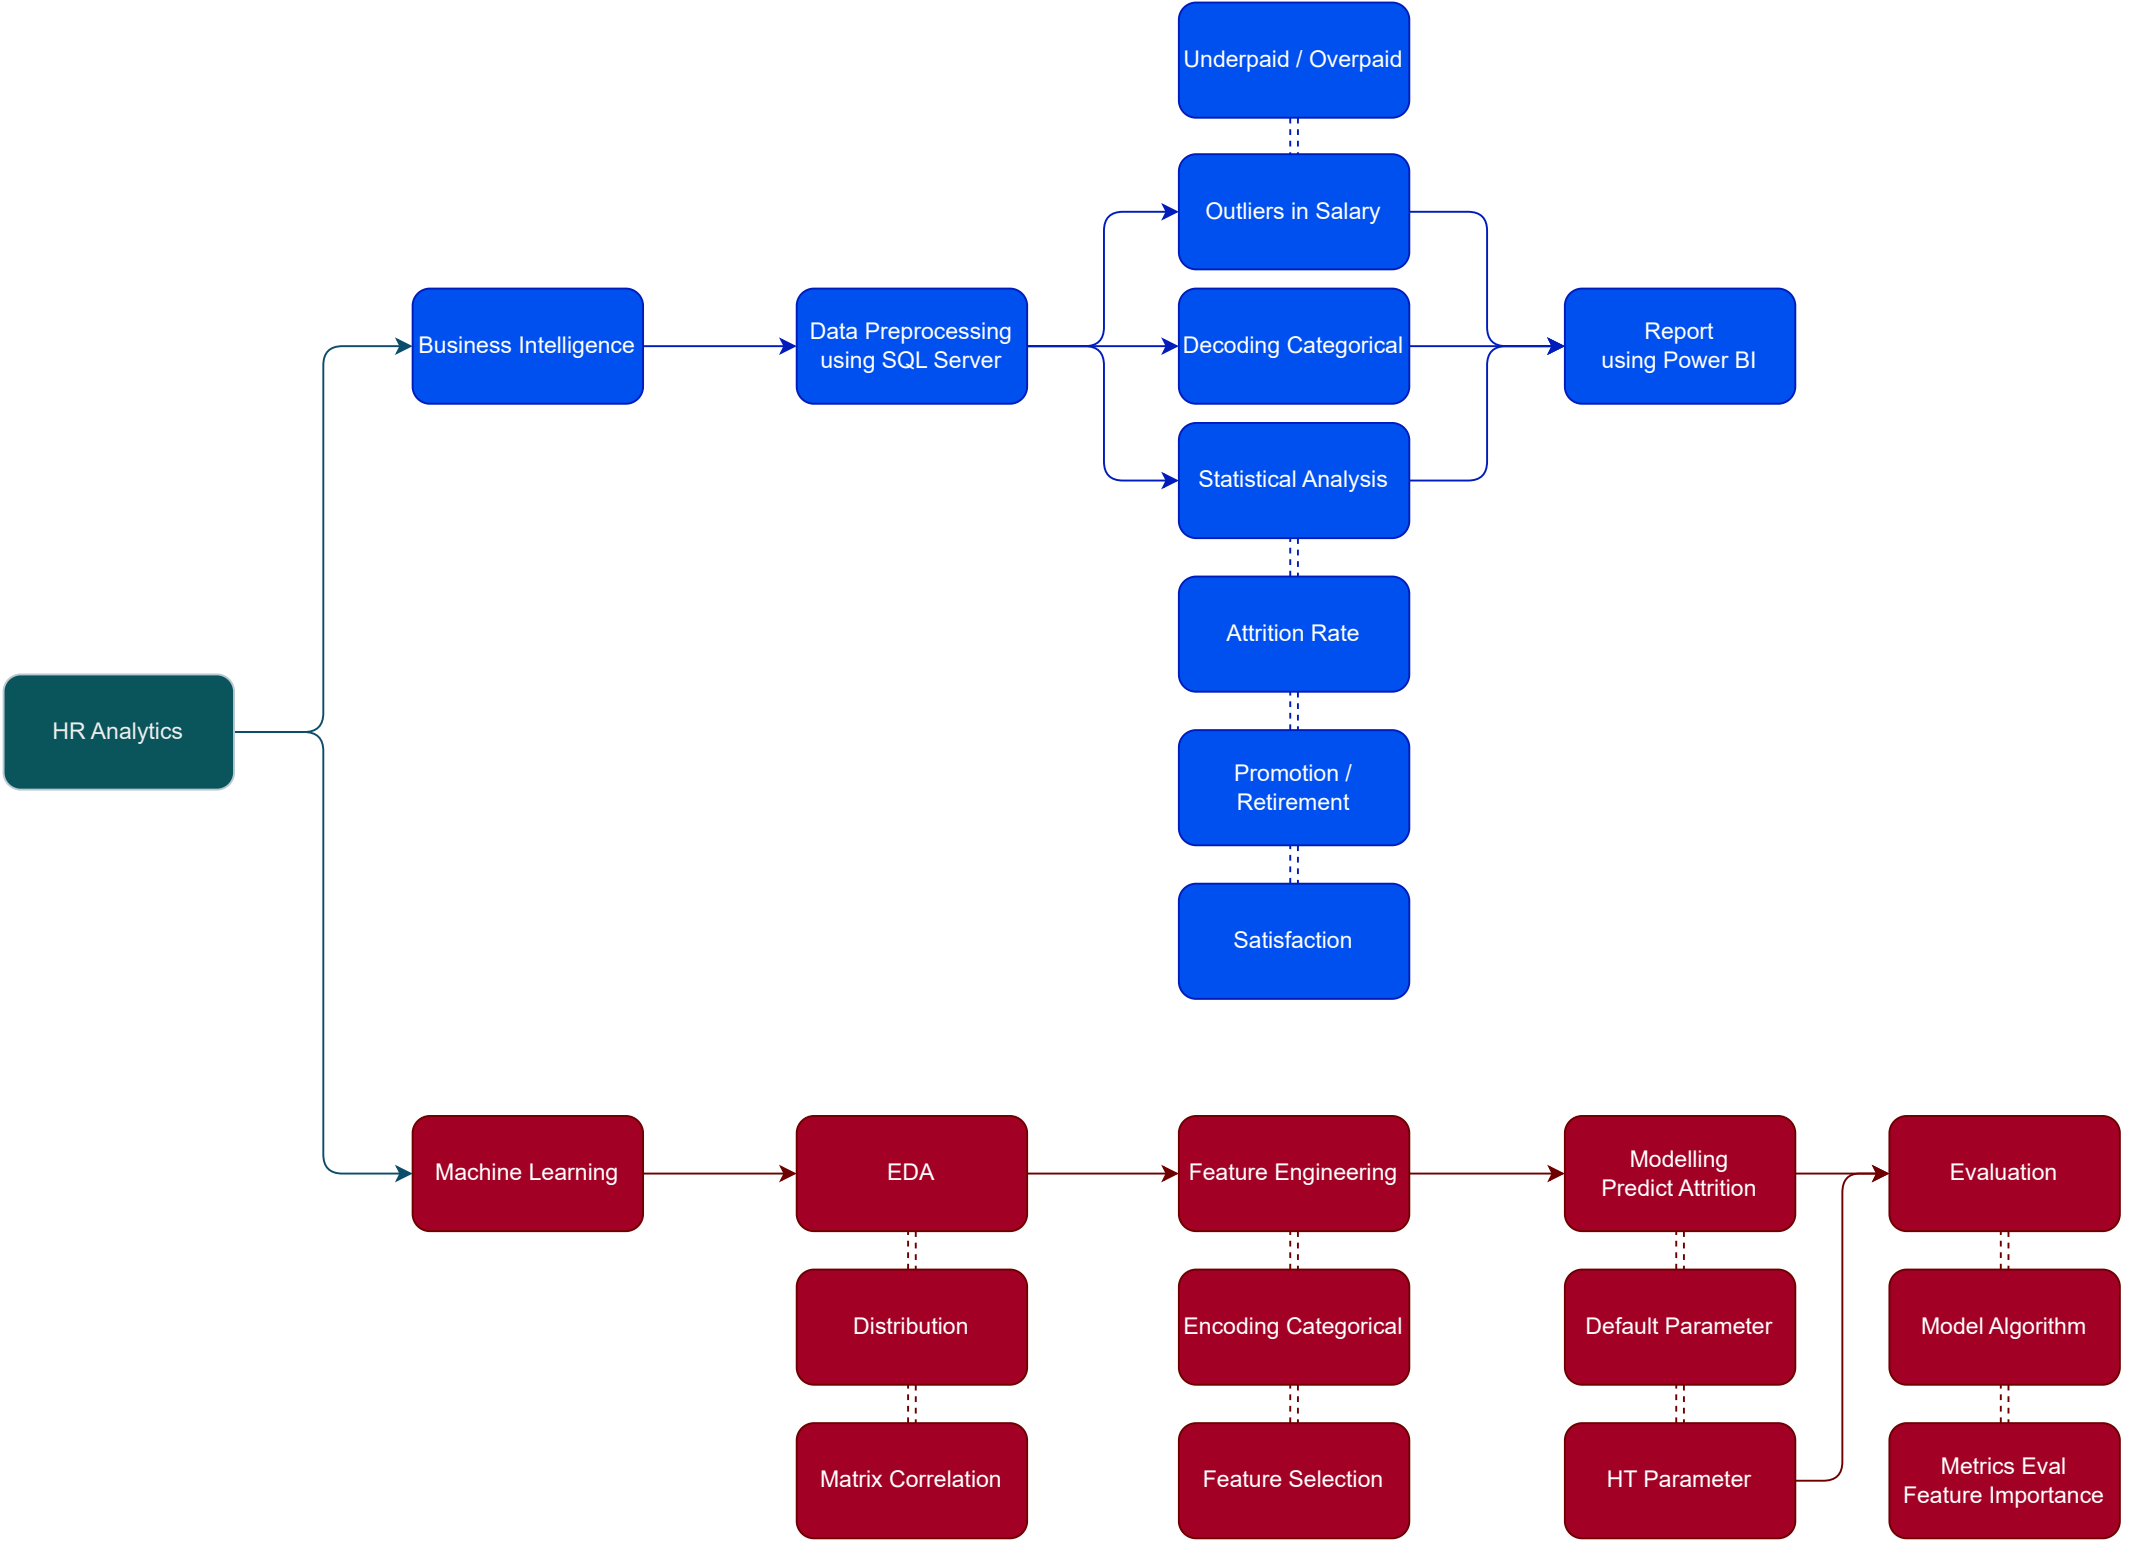 Underpaid / Overpaid
Outliers in Salary
Business Intelligence
Data Preprocessing
using SQL Server
Decoding Categorical
Report
using Power BI
Statistical Analysis
Attrition Rate
HR Analytics
Promotion /
Retirement
Satisfaction
Machine Learning
EDA
Feature Engineering
Modelling
Predict Attrition
Evaluation
Distribution
Encoding Categorical
Default Parameter
Model Algorithm
Matrix Correlation
Feature Selection
HT Parameter
Metrics Eval
Feature Importance